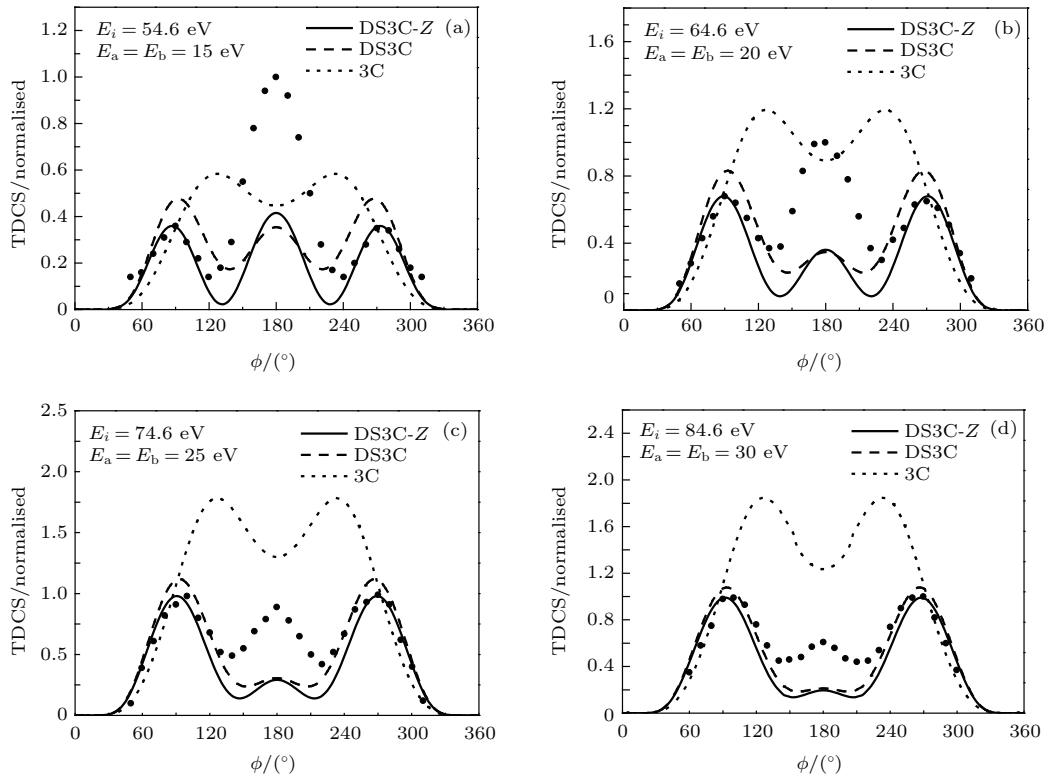 (a)
E_i = 54.6 eV
E_a = E_b = 15 eV
DS3C-Z
DS3C
3C
TDCS/normalised
1.2
1.0
0.8
0.6
0.4
0.2
0
0 60 120 180 240 300 360
ϕ/(°)
(b)
E_i = 64.6 eV
E_a = E_b = 20 eV
DS3C-Z
DS3C
3C
TDCS/normalised
1.6
1.2
0.8
0.4
0
0 60 120 180 240 300 360
ϕ/(°)
(c)
E_i = 74.6 eV
E_a = E_b = 25 eV
DS3C-Z
DS3C
3C
TDCS/normalised
2.5
2.0
1.5
1.0
0.5
0
0 60 120 180 240 300 360
ϕ/(°)
(d)
E_i = 84.6 eV
E_a = E_b = 30 eV
DS3C-Z
DS3C
3C
TDCS/normalised
2.4
2.0
1.6
1.2
0.8
0.4
0
0 60 120 180 240 300 360
ϕ/(°)